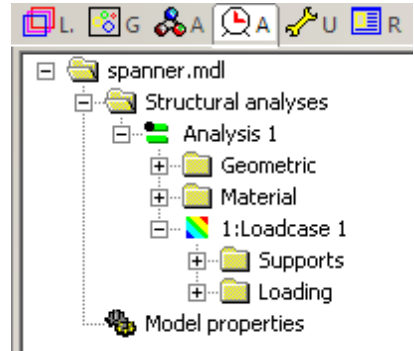 L. G A A U R
spanner.mdl
Structural analyses
Analysis 1
Geometric
Material
1:Loadcase 1
Supports
Loading
Model properties